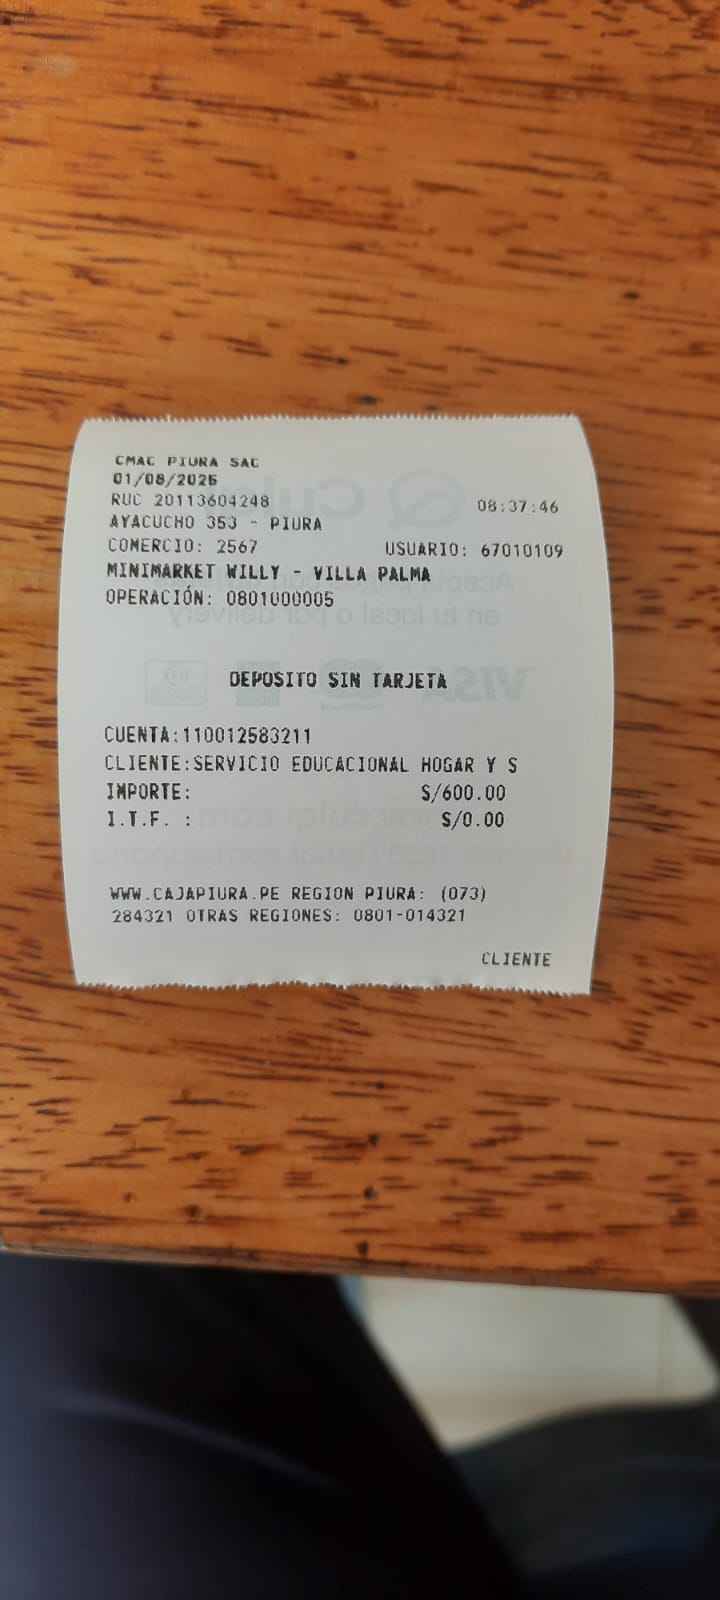 CMAC PIURA SAC
01/08/2025 08:37:46
RUC 20113604248
AYACUCHO 353 - PIURA
COMERCIO: 2567 USUARIO: 67010109
MINIMARKET WILLY - VILLA PALMA
OPERACIÓN: 0801000005
DEPOSITO SIN TARJETA
CUENTA:110012583211
CLIENTE:SERVICIO EDUCACIONAL HOGAR Y S
IMPORTE: S/600.00
I.T.F. : S/0.00
WWW.CAJAPIURA.PE REGION PIURA: (073)
284321 OTRAS REGIONES: 0801-014321
CLIENTE